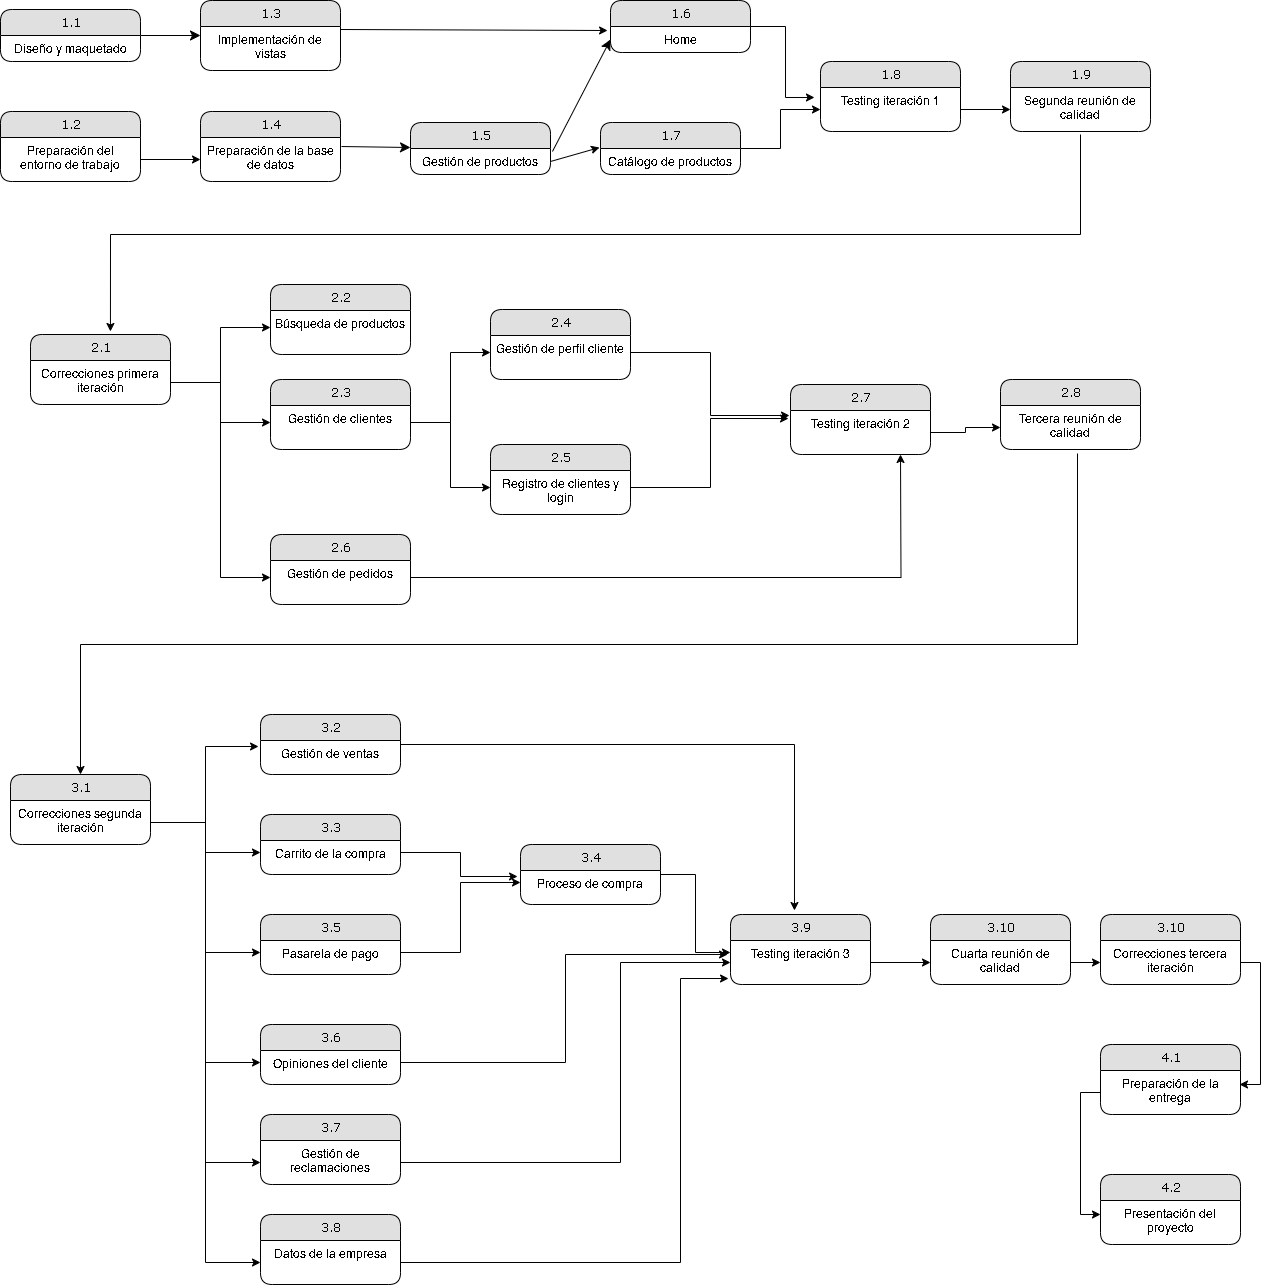 1.1
Diseño y maquetado
1.3
Implementación de
vistas
1.6
Home
1.8
Testing iteración 1
1.9
Segunda reunión de
calidad
1.2
Preparación del
entorno de trabajo
1.4
Preparación de la base
de datos
1.5
Gestión de productos
1.7
Catálogo de productos
2.1
Correcciones primera
iteración
2.2
Búsqueda de productos
2.3
Gestión de clientes
2.4
Gestión de perfil cliente
2.5
Registro de clientes y
login
2.6
Gestión de pedidos
2.7
Testing iteración 2
2.8
Tercera reunión de
calidad
3.1
Correcciones segunda
iteración
3.2
Gestión de ventas
3.3
Carrito de la compra
3.4
Proceso de compra
3.5
Pasarela de pago
3.6
Opiniones del cliente
3.7
Gestión de
reclamaciones
3.8
Datos de la empresa
3.9
Testing iteración 3
3.10
Cuarta reunión de
calidad
3.10
Correcciones tercera
iteración
4.1
Preparación de la
entrega
4.2
Presentación del
proyecto